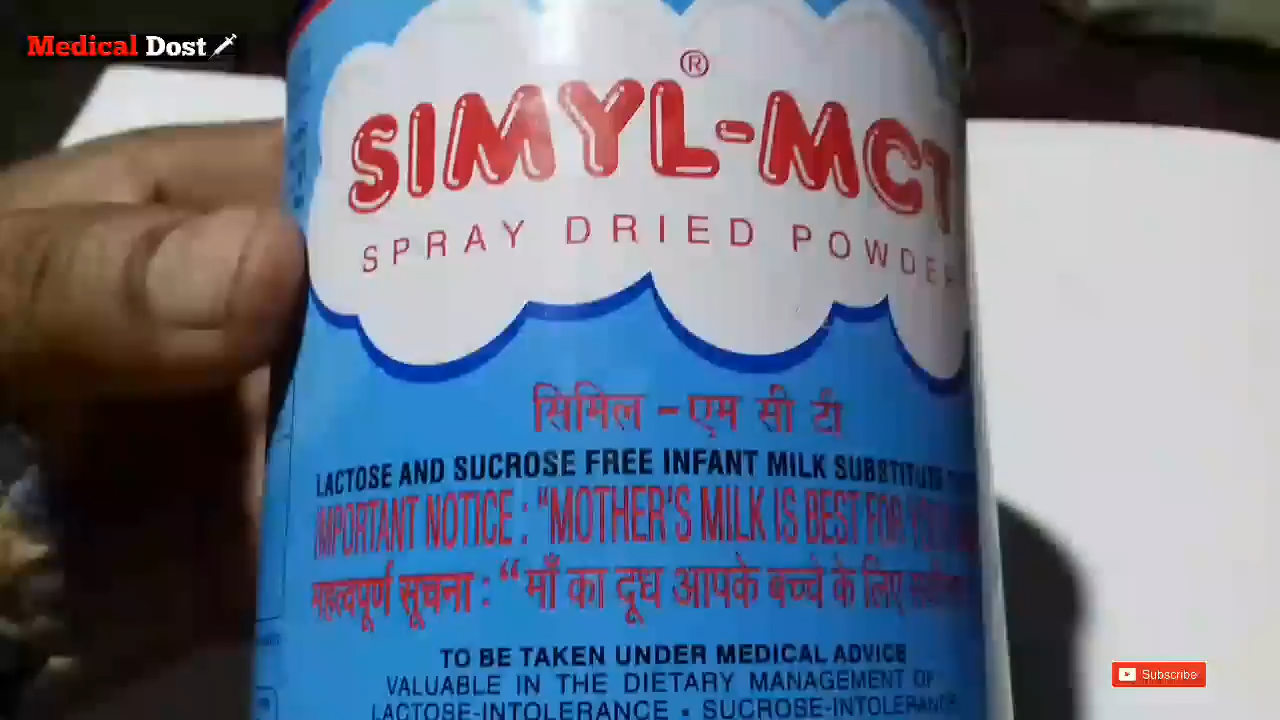 Medical Dost
SIMYL-MCT®
SPRAY DRIED POWDER
सिमिल - एम सी टी
LACTOSE AND SUCROSE FREE INFANT MILK SUBSTITUTE
IMPORTANT NOTICE : "MOTHER'S MILK IS BEST FOR
महत्वपूर्ण सूचना : "माँ का दूध आपके बच्चे के लिए
TO BE TAKEN UNDER MEDICAL ADVICE
VALUABLE IN THE DIETARY MANAGEMENT OF
LACTOSE-INTOLERANCE • SUCROSE-INTOLERANCE
Subscribe